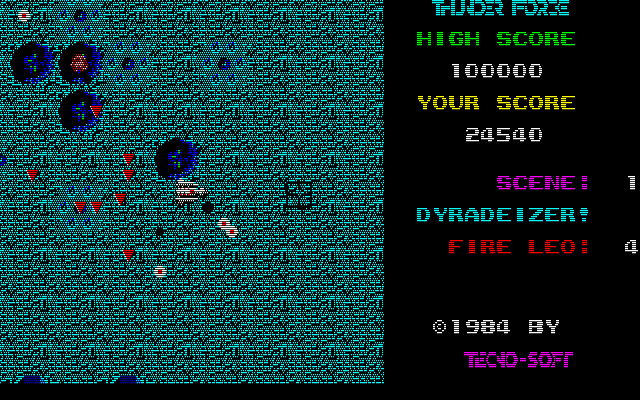 THUNDER FORCE
HIGH SCORE
100000
YOUR SCORE
24540
SCENE: 1
DYRADEIZER!
FIRE LEO: 4
©1984 BY
TECNO-SOFT